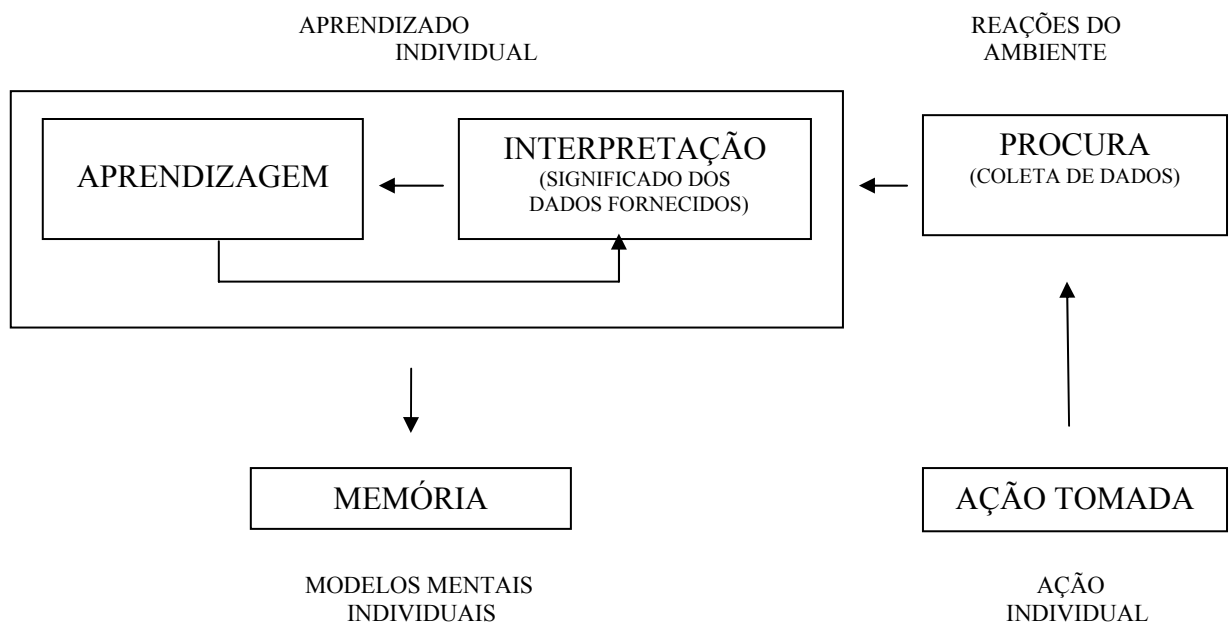 APRENDIZADO
INDIVIDUAL
REAÇÕES DO
AMBIENTE
APRENDIZAGEM
INTERPRETAÇÃO
(SIGNIFICADO DOS
DADOS FORNECIDOS)
PROCURA
(COLETA DE DADOS)
MEMÓRIA
AÇÃO TOMADA
MODELOS MENTAIS
INDIVIDUAIS
AÇÃO
INDIVIDUAL